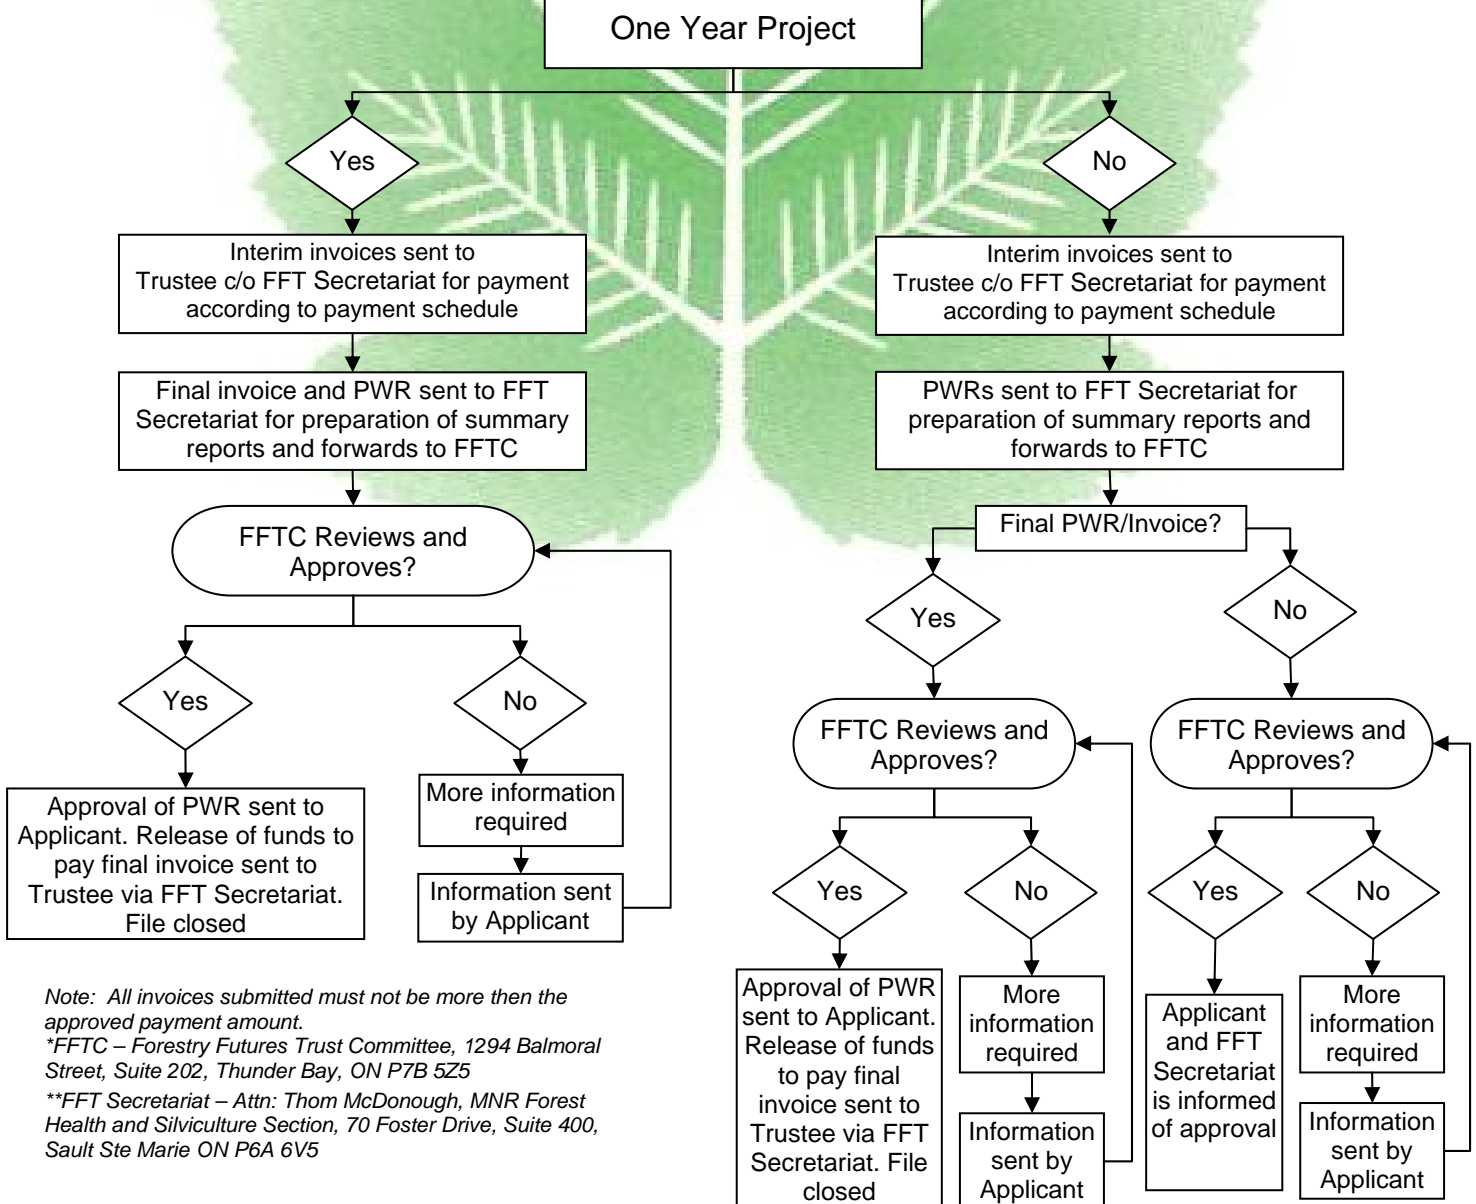 One Year Project
Yes
No
Interim invoices sent to
Trustee c/o FFT Secretariat for payment
according to payment schedule
Interim invoices sent to
Trustee c/o FFT Secretariat for payment
according to payment schedule
Final invoice and PWR sent to FFT
Secretariat for preparation of summary
reports and forwards to FFTC
PWRs sent to FFT Secretariat for
preparation of summary reports and
forwards to FFTC
FFTC Reviews and
Approves?
Final PWR/Invoice?
Yes
No
Yes
No
FFTC Reviews and
Approves?
FFTC Reviews and
Approves?
Approval of PWR sent to
Applicant. Release of funds to
pay final invoice sent to
Trustee via FFT Secretariat.
File closed
More information
required
Information sent
by Applicant
Yes
No
Yes
No
Approval of PWR
sent to Applicant.
Release of funds
to pay final
invoice sent to
Trustee via FFT
Secretariat. File
closed
More
information
required
Information
sent by
Applicant
Applicant
and FFT
Secretariat
is informed
of approval
More
information
required
Information
sent by
Applicant
Note:  All invoices submitted must not be more then the
approved payment amount.
*FFTC – Forestry Futures Trust Committee, 1294 Balmoral
Street, Suite 202, Thunder Bay, ON P7B 5Z5
**FFT Secretariat – Attn: Thom McDonough, MNR Forest
Health and Silviculture Section, 70 Foster Drive, Suite 400,
Sault Ste Marie ON P6A 6V5